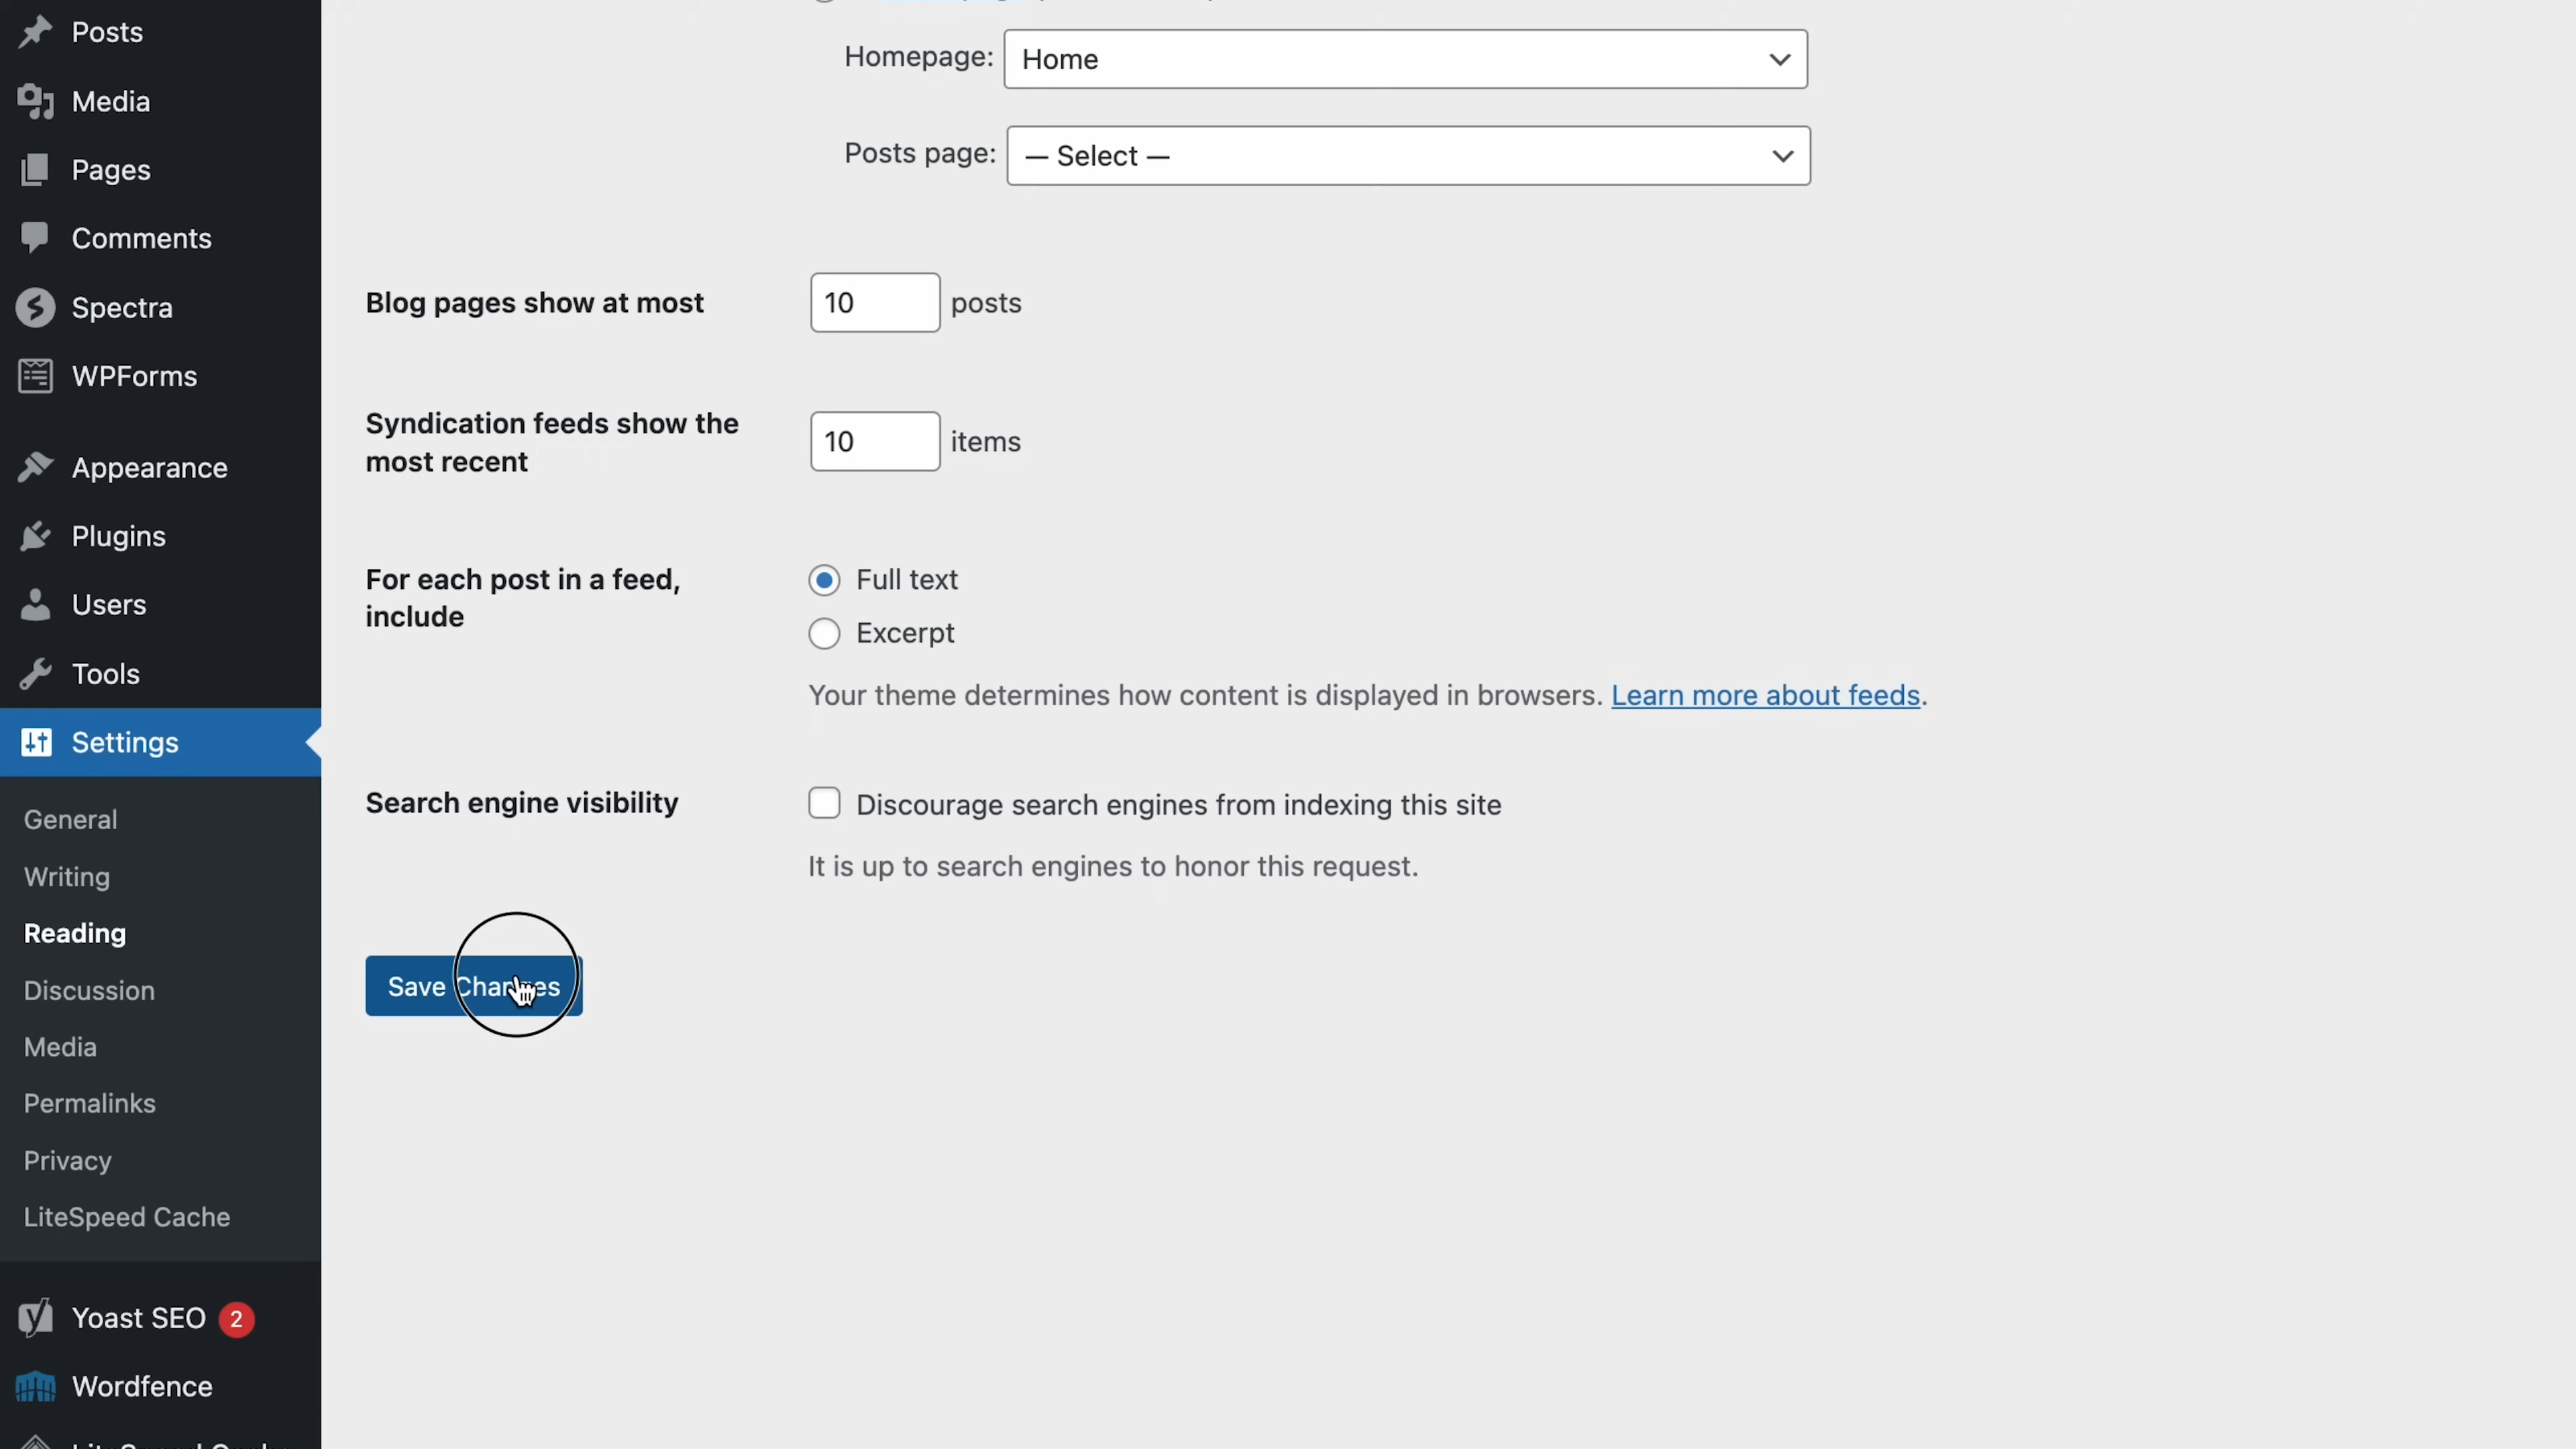 Posts
Media
Pages
Comments
Spectra
WPForms
Appearance
Plugins
Users
Tools
Settings
General
Writing
Reading
Discussion
Media
Permalinks
Privacy
LiteSpeed Cache
Yoast SEO 2
Wordfence
Homepage: Home
Posts page: — Select —
Blog pages show at most 10 posts
Syndication feeds show the
most recent
10 items
For each post in a feed,
include
Full text
Excerpt
Your theme determines how content is displayed in browsers. Learn more about feeds.
Search engine visibility
Discourage search engines from indexing this site
It is up to search engines to honor this request.
Save Changes